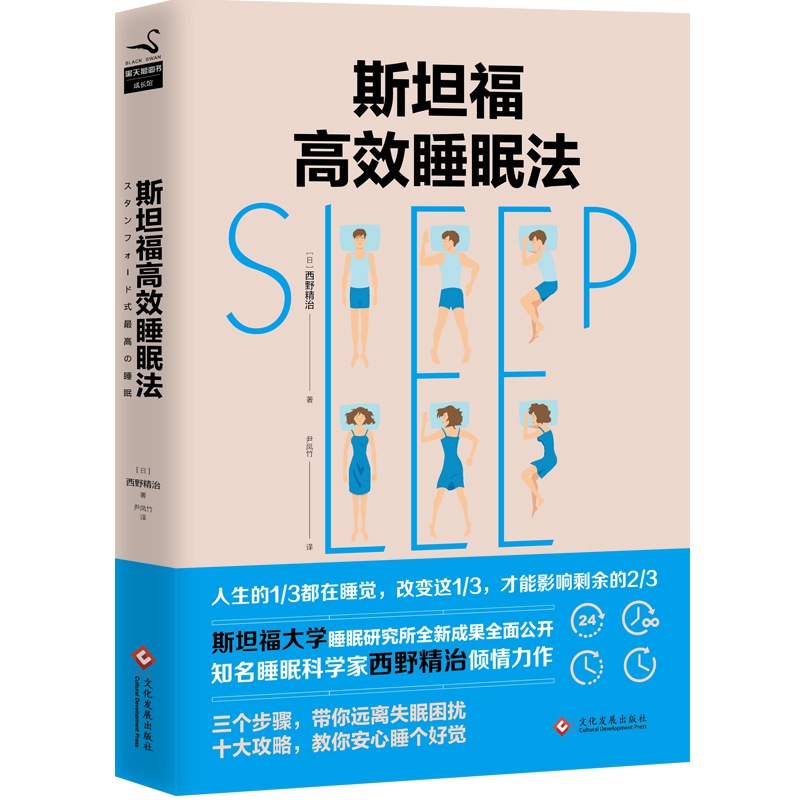 BLACK SWAN
黑天鹅图书
成长馆
斯坦福高效睡眠法
スタンフォード式最高の睡眠
[日]
西野精治
著
尹凤竹
译
文化发展出版社
Cultural Development Press
斯坦福
高效睡眠法
SLEEP
[日]西野精治
著
尹凤竹
译
人生的1/3都在睡觉，改变这1/3，才能影响剩余的2/3
斯坦福大学睡眠研究所全新成果全面公开
知名睡眠科学家西野精治倾情力作
24
三个步骤，带你远离失眠困扰
十大攻略，教你安心睡个好觉
文化发展出版社
Cultural Development Press